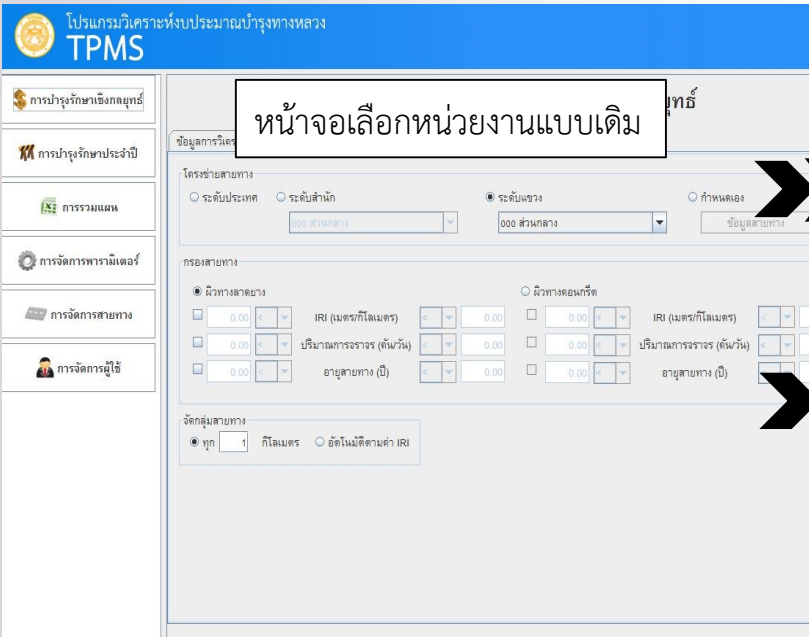 โปรแกรมวิเคราะห์งบประมาณบำรุงทางหลวง
TPMS
การบำรุงรักษาเชิงกลยุทธ์
การบำรุงรักษาประจำปี
การรวมแผน
การจัดการพารามิเตอร์
การจัดการสายทาง
การจัดการผู้ใช้
ยุทธ์
หน้าจอเลือกหน่วยงานแบบเดิม
ข้อมูลการวิเคร
โครงข่ายสายทาง
ระดับประเทศ ระดับสำนัก ระดับแขวง กำหนดเอง
000 ส่วนกลาง 000 ส่วนกลาง ข้อมูลสายทาง
กรองสายทาง
ผิวทางลาดยาง ผิวทางคอนกรีต
0.00 < IRI (เมตร/กิโลเมตร) < 0.00 0.00 < IRI (เมตร/กิโลเมตร) <
0.00 < ปริมาณการจราจร (คัน/วัน) < 0.00 0.00 < ปริมาณการจราจร (คัน/วัน) <
0.00 < อายุสายทาง (ปี) < 0.00 0.00 < อายุสายทาง (ปี) <
จัดกลุ่มสายทาง
ทุก 1 กิโลเมตร อัตโนมัติตามค่า IRI